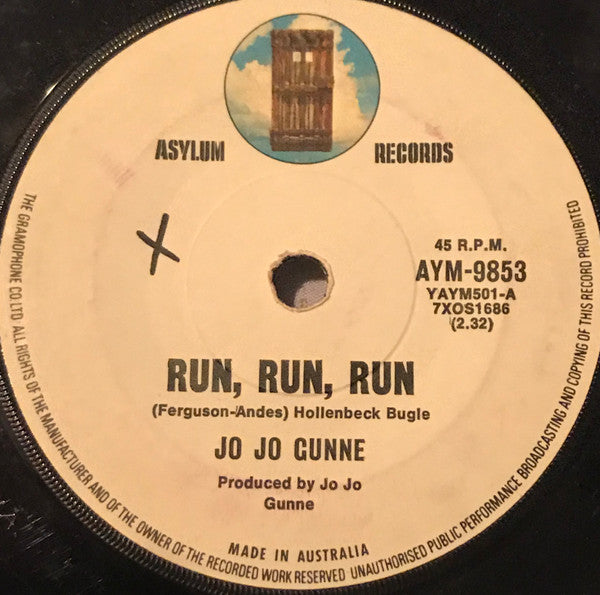 ASYLUM RECORDS
X
45 R.P.M.
AYM-9853
YAYM501-A
7XOS1686
(2.32)
RUN, RUN, RUN
(Ferguson-Andes) Hollenbeck Bugle
JO JO GUNNE
Produced by Jo Jo
Gunne
MADE IN AUSTRALIA
THE GRAMOPHONE CO. LTD ALL RIGHTS OF THE MANUFACTURER AND OF THE OWNER OF THE RECORDED WORK RESERVED UNAUTHORISED PUBLIC PERFORMANCE BROADCASTING AND COPYING OF THIS RECORD PROHIBITED